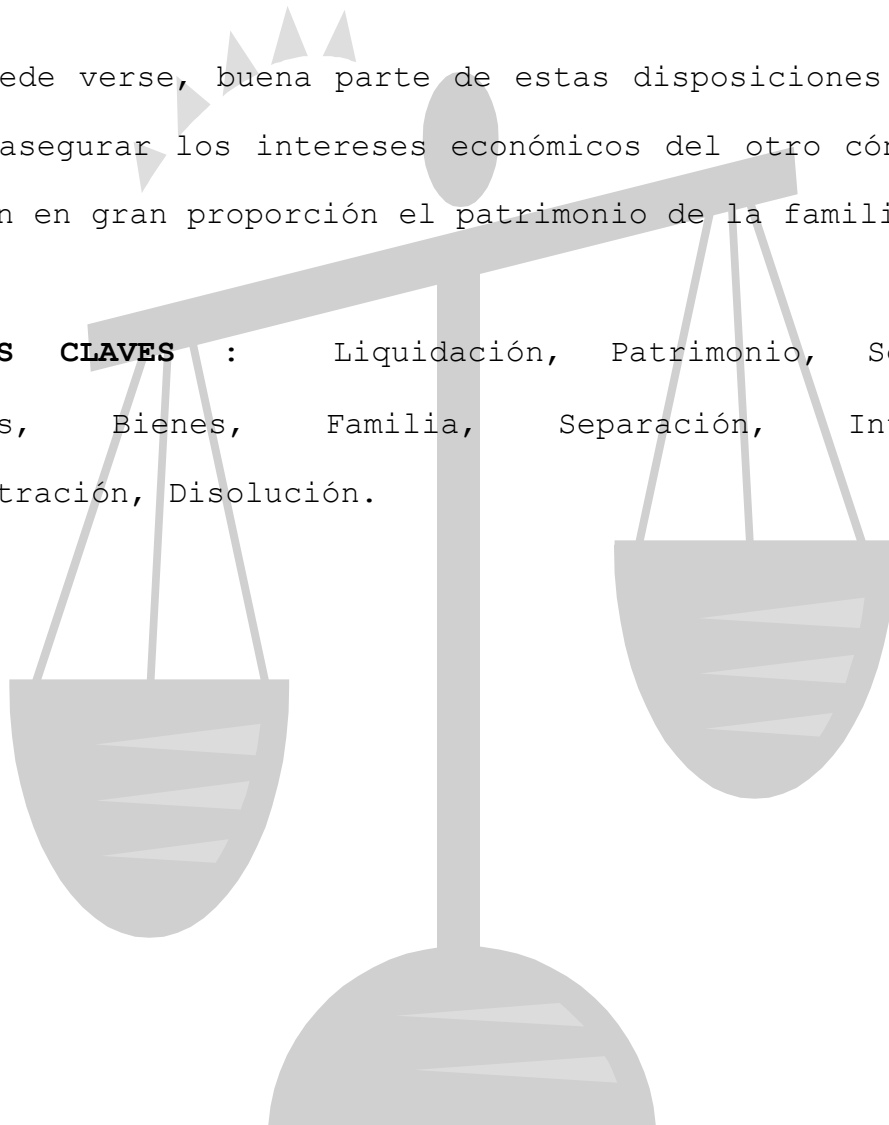 ede verse, buena parte de estas disposiciones
asegurar los intereses económicos del otro cón
n en gran proporción el patrimonio de la famili
S CLAVES : Liquidación, Patrimonio, S
s, Bienes, Familia, Separación, In
tración, Disolución.